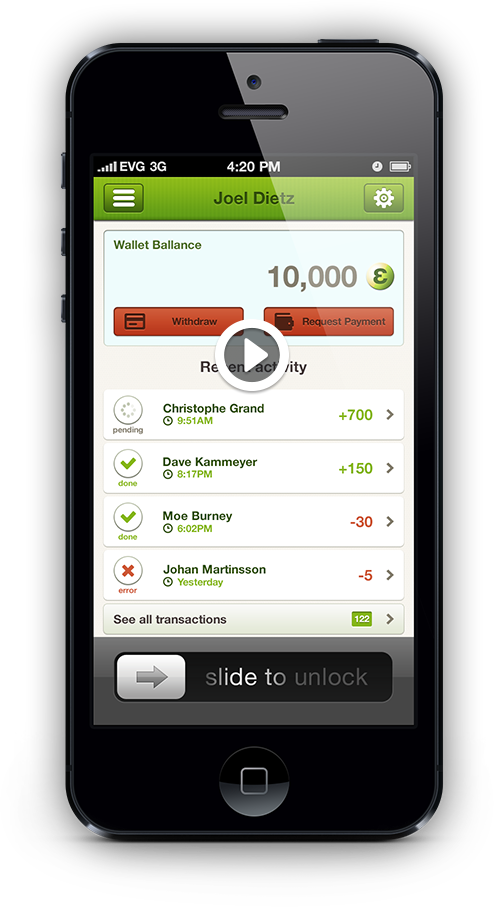 EVG 3G 4:20 PM
Joel Dietz
Wallet Ballance
10,000
Withdraw Request Payment
Recent activity
Christophe Grand
9:51AM
+700
pending
Dave Kammeyer
8:17PM
+150
done
Moe Burney
6:02PM
-30
done
Johan Martinsson
Yesterday
-5
error
See all transactions 122
slide to unlock